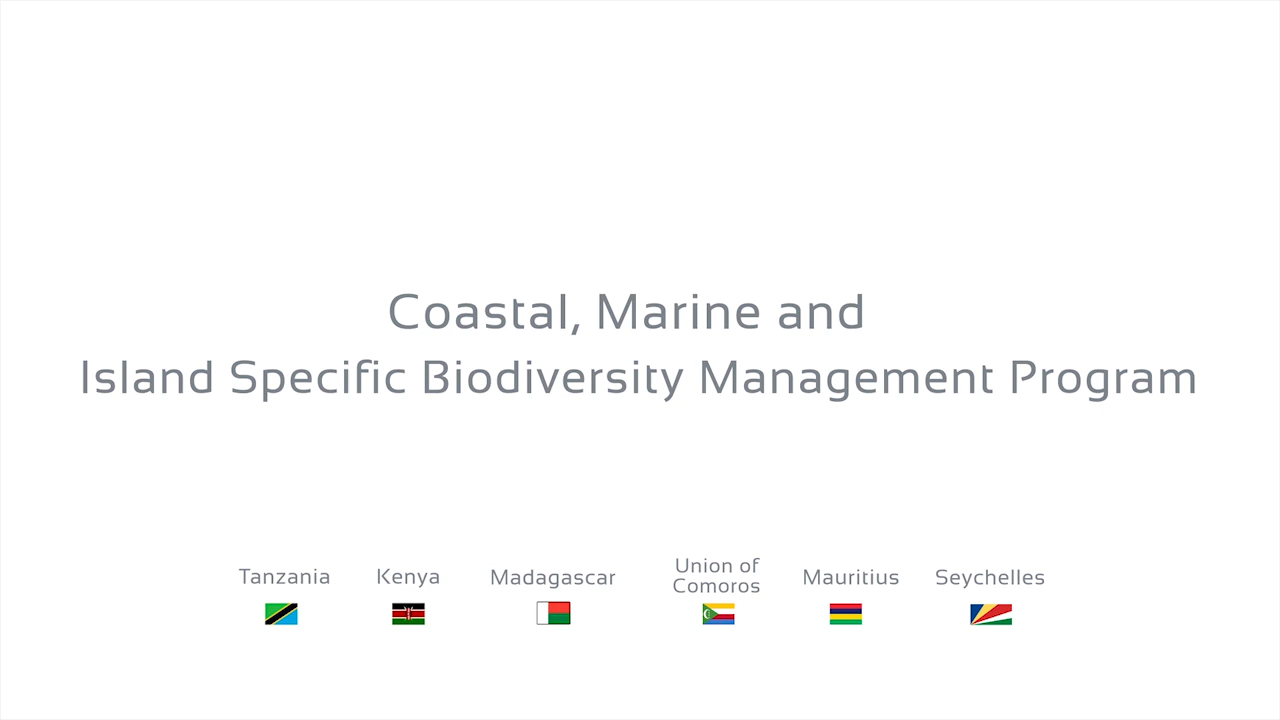 Coastal, Marine and
Island Specific Biodiversity Management Program
Tanzania
Kenya
Madagascar
Union of
Comoros
Mauritius
Seychelles